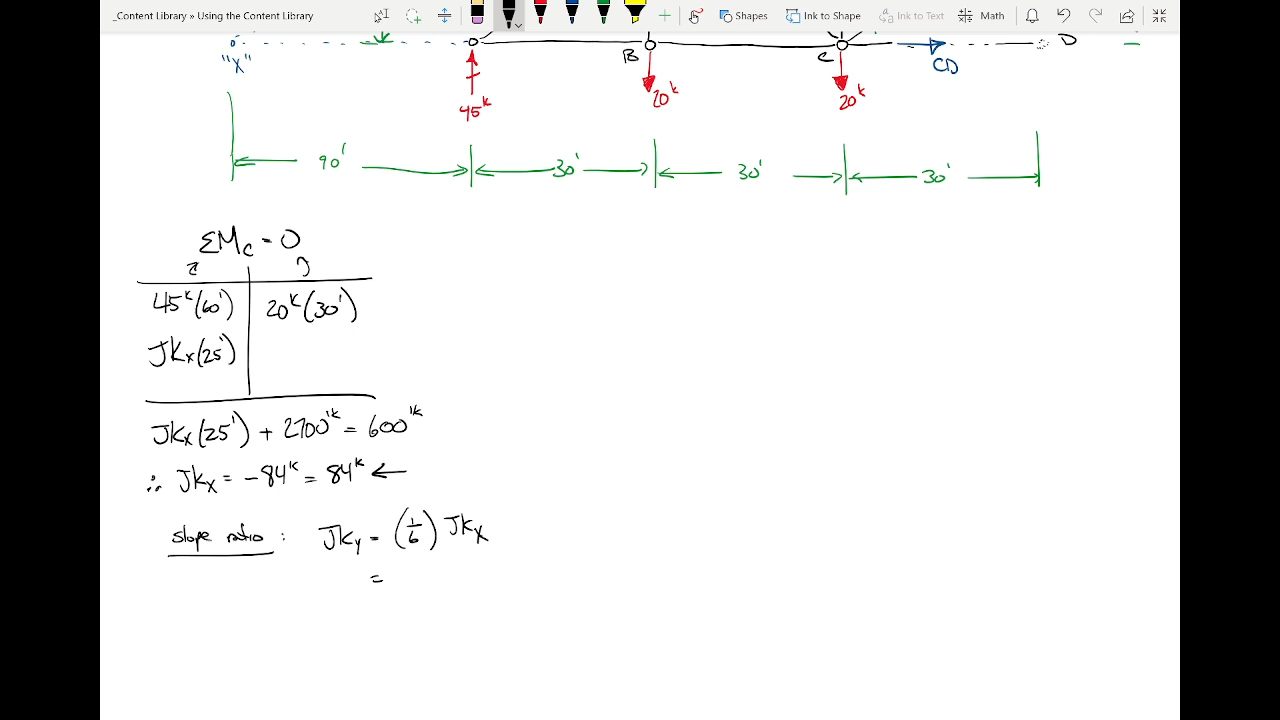 _Content Library » Using the Content Library
Shapes Ink to Shape Ink to Text Math
"X" B C CD D
45ᵏ 20ᵏ 20ᵏ
90' 30' 30' 30'
ΣM_C = 0
45ᵏ(60') 20ᵏ(30')
JKₓ(25')
JKₓ(25') + 2700'ᵏ = 600'ᵏ
∴ JKₓ = -84ᵏ = 84ᵏ ←
slope ratio : JK_Y = (1/6) JKₓ
=